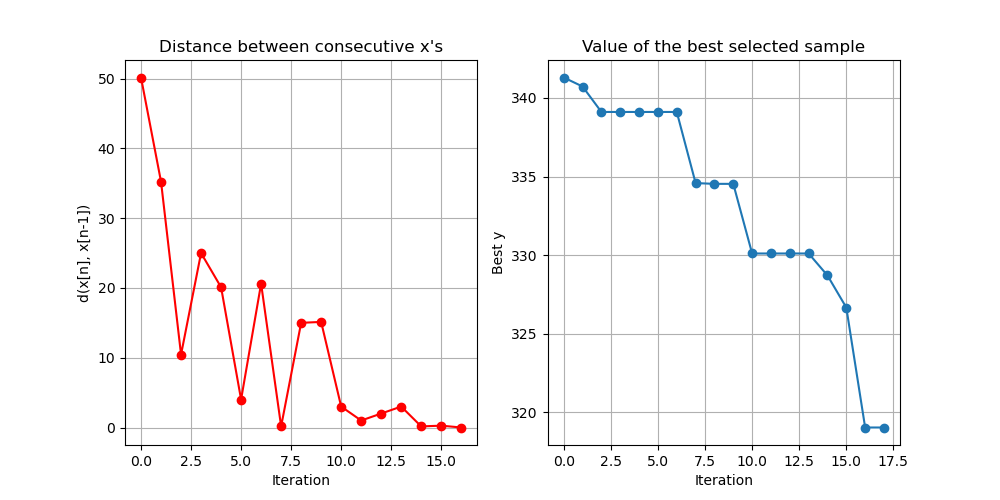 Distance between consecutive x's
50
40
30
20
10
0
d(x[n], x[n-1])
0.0 2.5 5.0 7.5 10.0 12.5 15.0
Iteration
Value of the best selected sample
340
335
330
325
320
Best y
0.0 2.5 5.0 7.5 10.0 12.5 15.0 17.5
Iteration